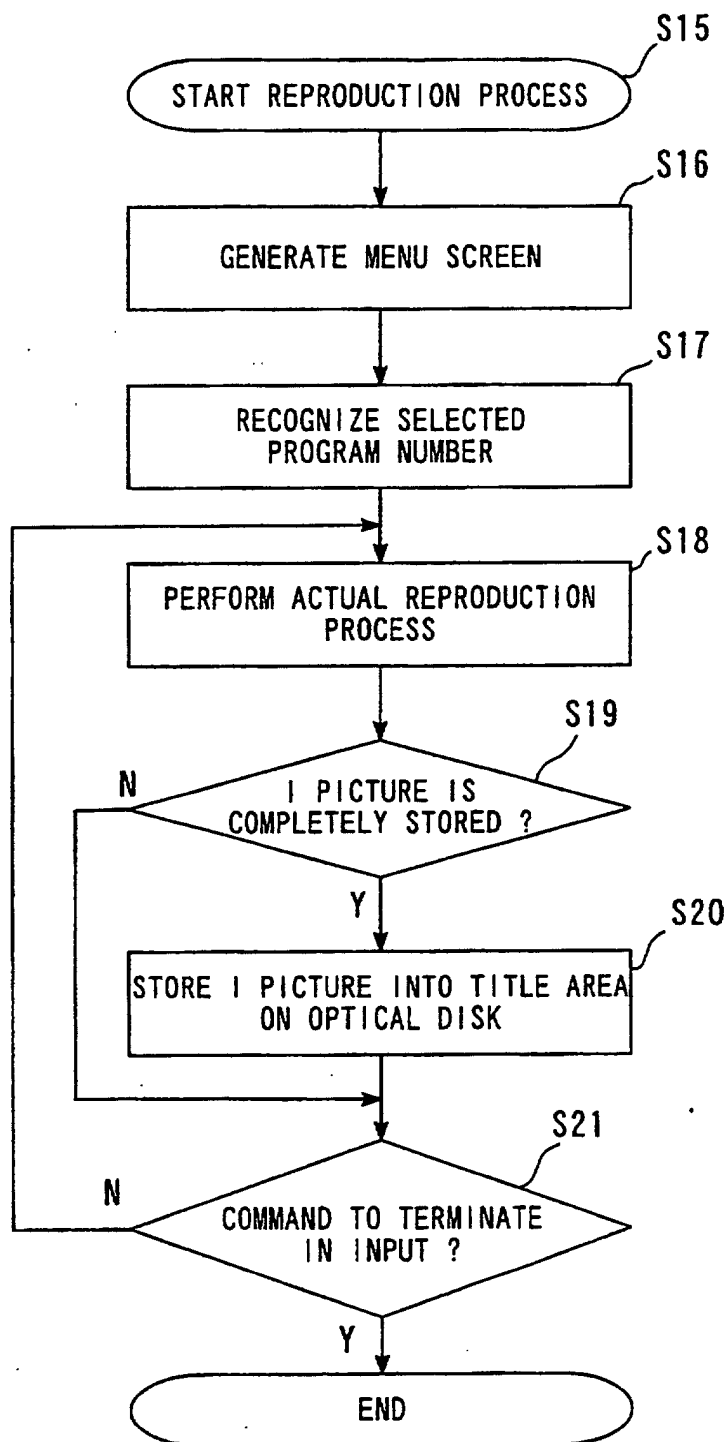 S15
START REPRODUCTION PROCESS
S16
GENERATE MENU SCREEN
S17
RECOGNIZE SELECTED
PROGRAM NUMBER
S18
PERFORM ACTUAL REPRODUCTION
PROCESS
S19
N
I PICTURE IS
COMPLETELY STORED ?
Y
S20
STORE I PICTURE INTO TITLE AREA
ON OPTICAL DISK
S21
N
COMMAND TO TERMINATE
IN INPUT ?
Y
END